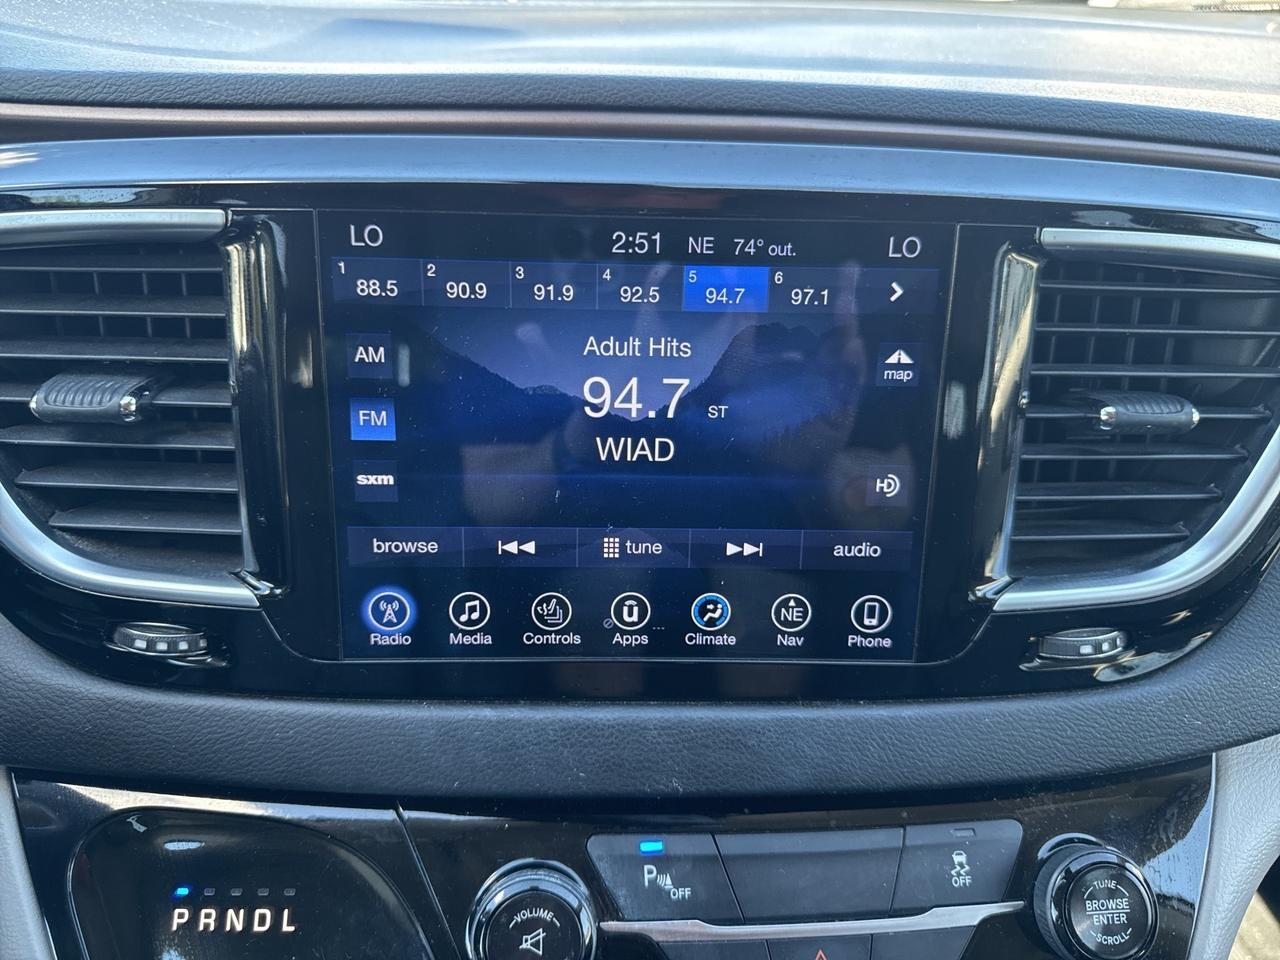 LO 2:51 NE 74° out. LO
1 88.5 2 90.9 3 91.9 4 92.5 5 94.7 6 97.1
AM Adult Hits map
FM 94.7 ST
WIAD
sxm HD
browse tune audio
Radio Media Controls Apps ... Climate NE Nav Phone
P OFF OFF
PRNDL
VOLUME
TUNE
BROWSE
ENTER
SCROLL